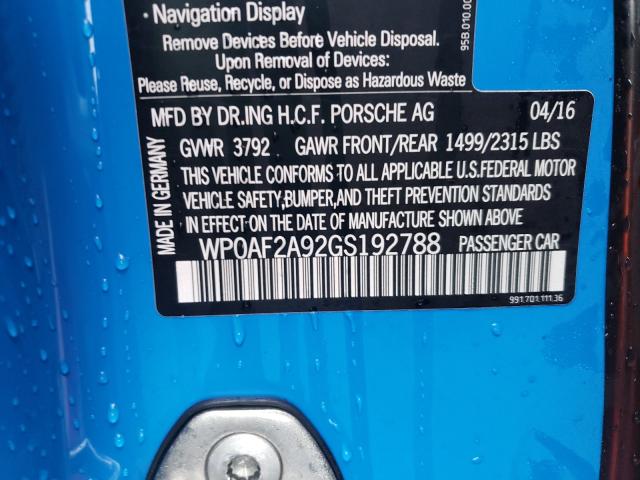 • Navigation Display
Remove Devices Before Vehicle Disposal.
Upon Removal of Devices:
Please Reuse, Recycle, or Dispose as Hazardous Waste
95B.010.00
MADE IN GERMANY
MFD BY DR.ING H.C.F. PORSCHE AG 04/16
GVWR 3792 GAWR FRONT/REAR 1499/2315 LBS
THIS VEHICLE CONFORMS TO ALL APPLICABLE U.S.FEDERAL MOTOR
VEHICLE SAFETY,BUMPER,AND THEFT PREVENTION STANDARDS
IN EFFECT ON THE DATE OF MANUFACTURE SHOWN ABOVE
WP0AF2A92GS192788 PASSENGER CAR
991.701.111.36